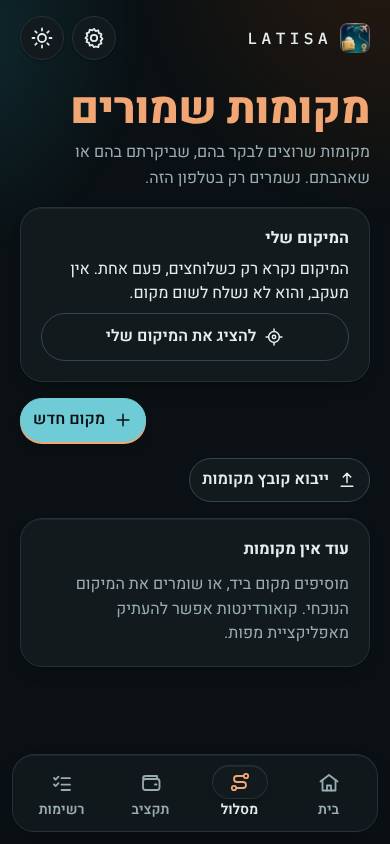 LATISA
מקומות שמורים
מקומות שרוצים לבקר בהם, שביקרתם בהם או
שאהבתם. נשמרים רק בטלפון הזה.
המיקום שלי
המיקום נקרא רק כשלוחצים, פעם אחת. אין
מעקב, והוא לא נשלח לשום מקום.
להציג את המיקום שלי
מקום חדש
ייבוא קובץ מקומות
עוד אין מקומות
מוסיפים מקום ביד, או שומרים את המיקום
הנוכחי. קואורדינטות אפשר להעתיק
מאפליקציית מפות.
בית
מסלול
תקציב
רשימות